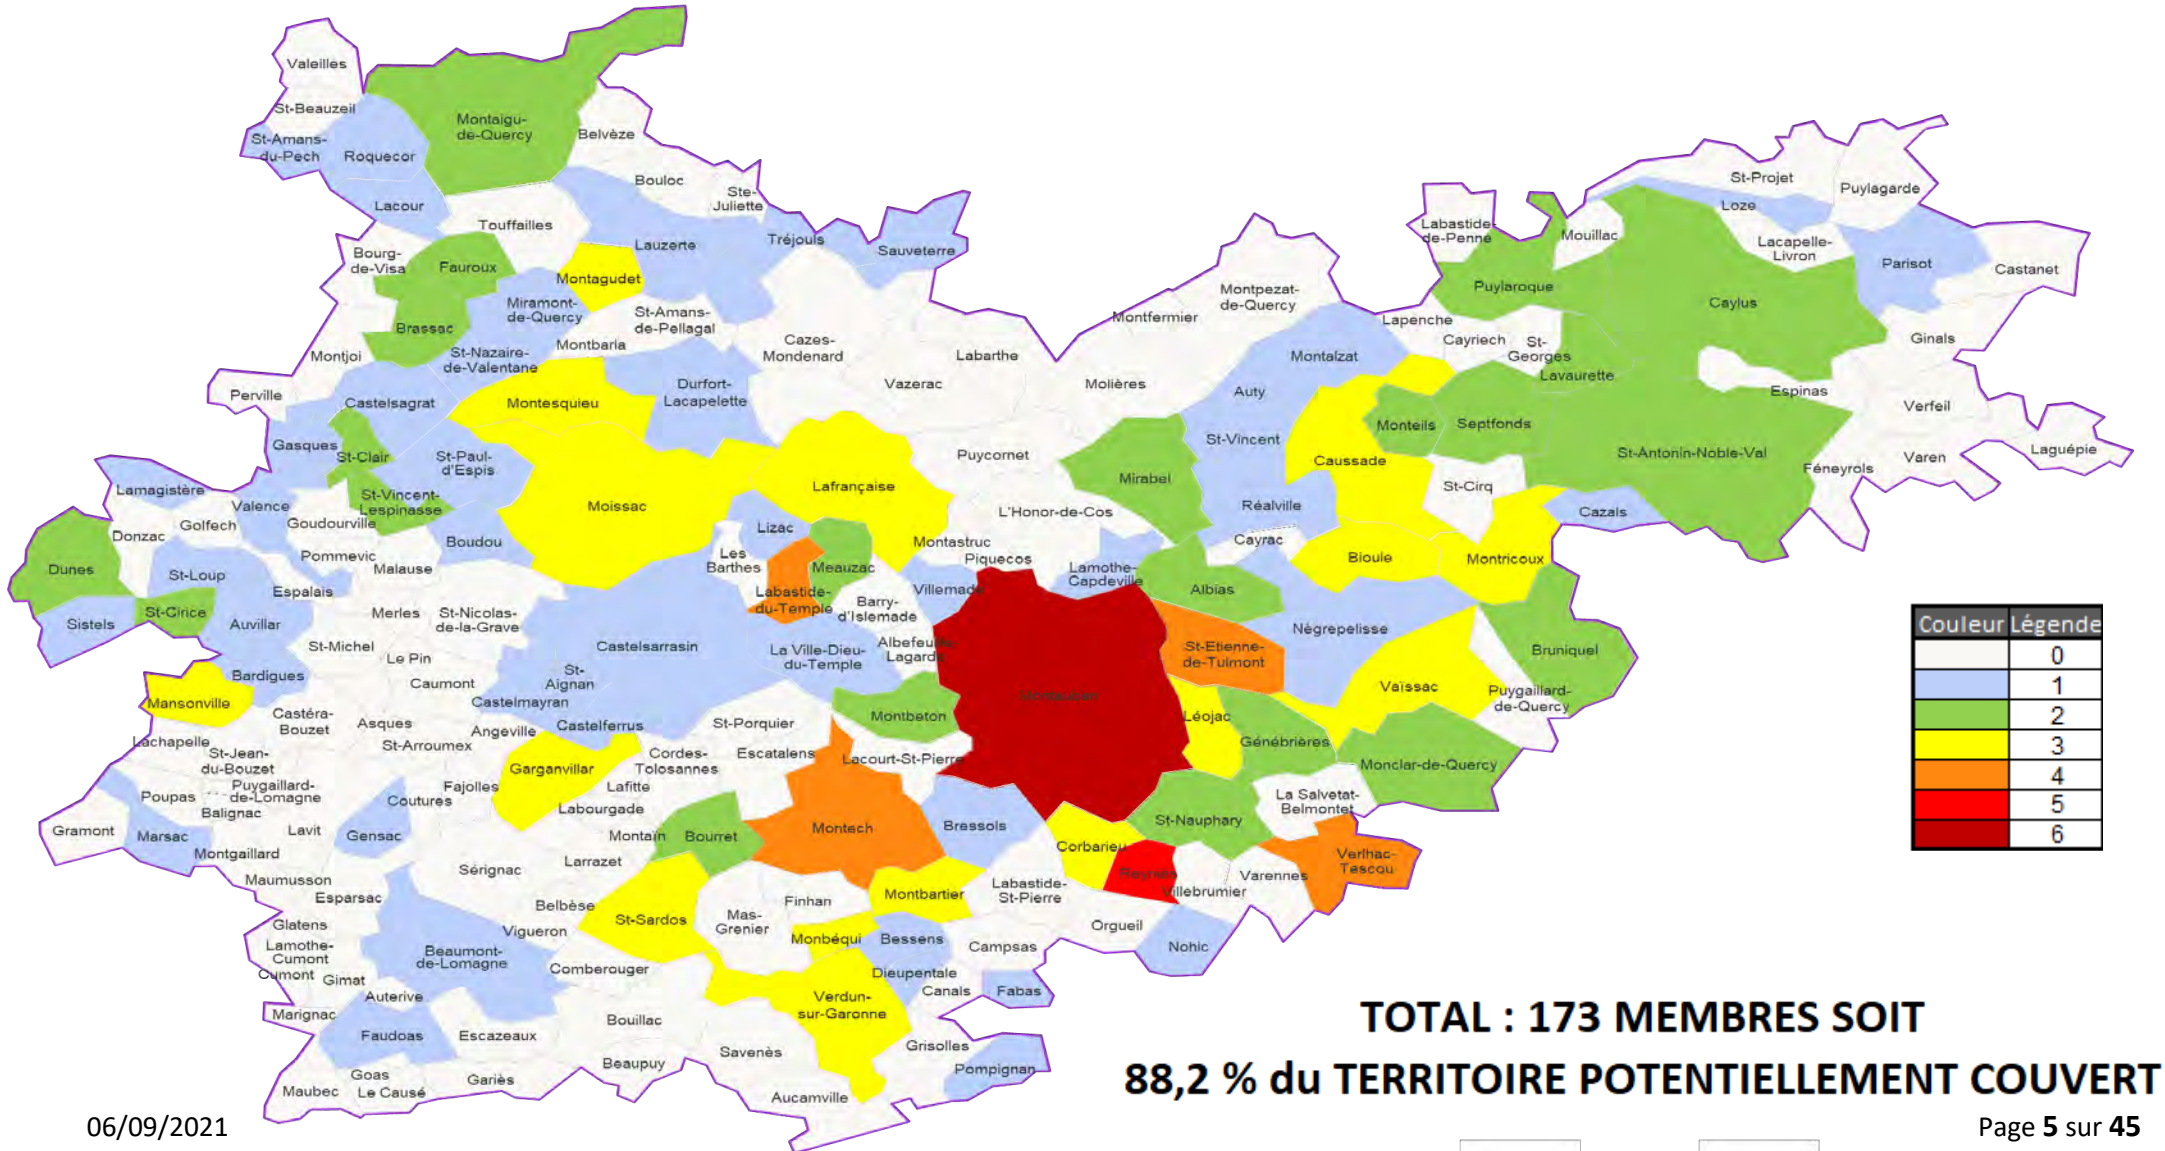 Valeilles
St-Beauzeil
St-Amans-
du-Pech
Roquecor
Montaigu-
de-Quercy
Belvèze
Lacour
Touffailles
Bouloc
Ste-
Juliette
Bourg-
de-Visa
Fauroux
Montagudet
Lauzerte
Tréjouls
Sauveterre
Miramont-
de-Quercy
St-Amans-
de-Pellagal
Brassac
Montbarla
Montjoi
St-Nazaire-
de-Valentane
Cazes-
Mondenard
Labarthe
Vazerac
Perville
Castelsagrat
Montesquieu
Durfort-
Lacapelette
Molières
Montfermier
Montpezat-
de-Quercy
Labastide-
de-Penne
Mouillac
St-Projet
Puylagarde
Loze
Lacapelle-
Livron
Parisot
Castanet
Puylaroque
Caylus
Lapenche
Cayriech
St-
Georges
Ginals
Montalzat
Lavaurette
Espinas
Verfeil
Auty
Monteils
Septfonds
St-Antonin-Noble-Val
Laguépie
Varen
Féneyrols
St-Vincent
Caussade
St-Cirq
Cazals
Gasques
St-Clair
St-Paul-
d'Espis
Puycornet
Mirabel
Réalville
Lamagistère
Valence
St-Vincent-
Lespinasse
Moissac
Lafrançaise
L'Honor-de-Cos
Golfech
Goudourville
Donzac
Boudou
Lizac
Montastruc
Cayrac
Bioule
Montricoux
Pommevic
Malause
Les
Barthes
Meauzac
Piquecos
Lamothe-
Capdeville
Dunes
St-Loup
Espalais
Labastide-
du-Temple
Villemade
Albias
St-Cirice
Merles
St-Nicolas-
de-la-Grave
Barry-
d'Islemade
Sistels
Auvillar
Nègrepelisse
St-Michel
Castelsarrasin
La Ville-Dieu-
du-Temple
Albefeuille
Lagarde
St-Etienne-
de-Tulmont
Bruniquel
Le Pin
Bardigues
Caumont
St-
Aignan
Montauban
Vaïssac
Puygaillard-
de-Quercy
Mansonville
Castelmayran
Castéra-
Bouzet
Asques
Angeville
Castelferrus
St-Porquier
Montbeton
Léojac
Génébrières
Lachapelle
St-Arroumex
St-Jean-
du-Bouzet
Garganvillar
Cordes-
Tolosannes
Escatalens
Lacourt-St-Pierre
Monclar-de-Quercy
Poupas
Puygaillard-
de-Lomagne
Fajolles
Lafitte
Balignac
Coutures
Labourgade
La Salvetat-
Belmontet
Gramont
Marsac
Lavit
Gensac
Montaïn
Bourret
Montech
Bressols
St-Nauphary
Montgaillard
Larrazet
Corbarieu
Verlhac-
Tescou
Maumusson
Sérignac
Reyniès
Villebrumier
Varennes
Esparsac
Finhan
Montbartier
Labastide-
St-Pierre
Belbèse
St-Sardos
Mas-
Grenier
Orgueil
Glatens
Vigueron
Monbéqui
Bessens
Campsas
Nohic
Lamothe-
Cumont
Beaumont-
de-Lomagne
Cumont
Gimat
Comberouger
Dieupentale
Canals
Fabas
Auterive
Verdun-
sur-Garonne
Marignac
Faudoas
Escazeaux
Bouillac
Savenès
Grisolles
Pompignan
Beaupuy
Goas
Maubec
Le Causé
Gariès
Aucamville
Couleur Légende
0
1
2
3
4
5
6
TOTAL : 173 MEMBRES SOIT
88,2 % du TERRITOIRE POTENTIELLEMENT COUVERT
06/09/2021
Page 5 sur 45